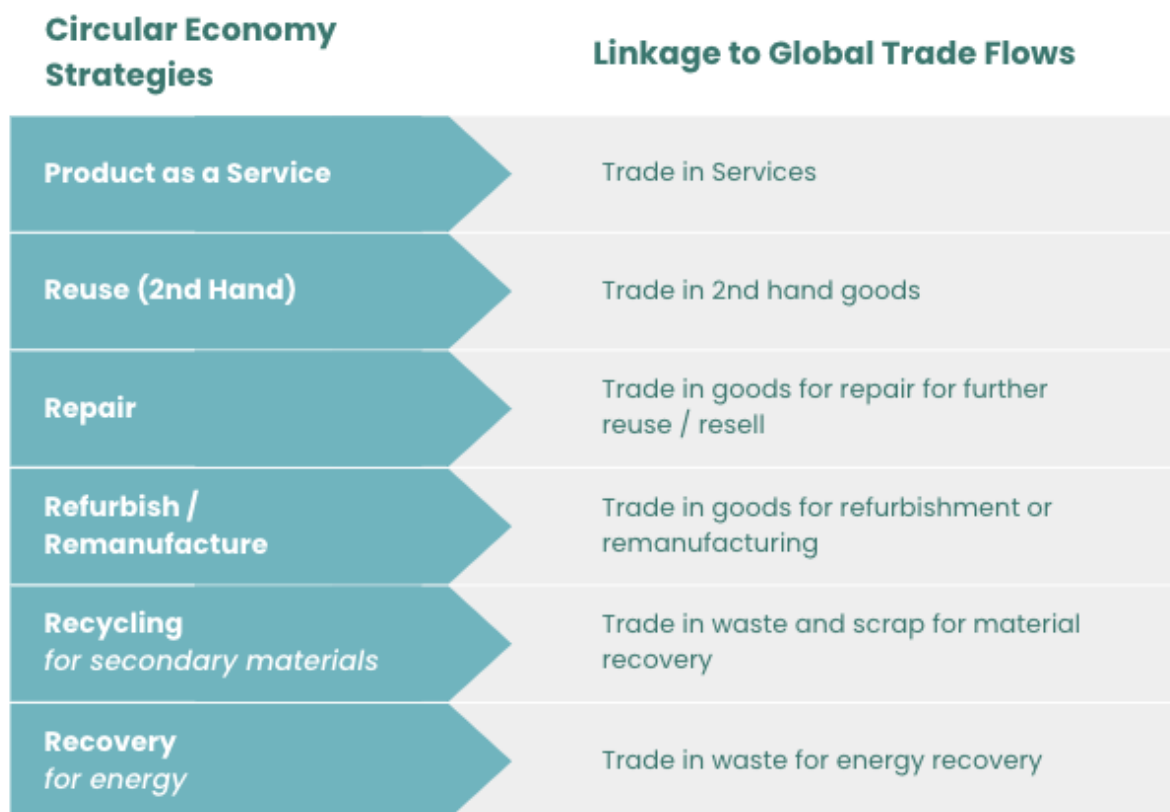 Circular Economy
Strategies
Linkage to Global Trade Flows
Product as a Service
Trade in Services
Reuse (2nd Hand)
Trade in 2nd hand goods
Repair
Trade in goods for repair for further
reuse / resell
Refurbish /
Remanufacture
Trade in goods for refurbishment or
remanufacturing
Recycling
for secondary materials
Trade in waste and scrap for material
recovery
Recovery
for energy
Trade in waste for energy recovery